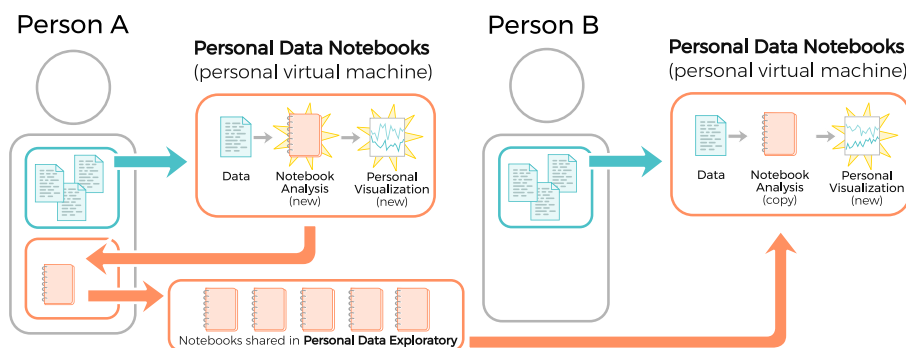 Person A
Personal Data Notebooks
(personal virtual machine)
Data
Notebook
Analysis
(new)
Personal
Visualization
(new)
Notebooks shared in Personal Data Exploratory
Person B
Personal Data Notebooks
(personal virtual machine)
Data
Notebook
Analysis
(copy)
Personal
Visualization
(new)